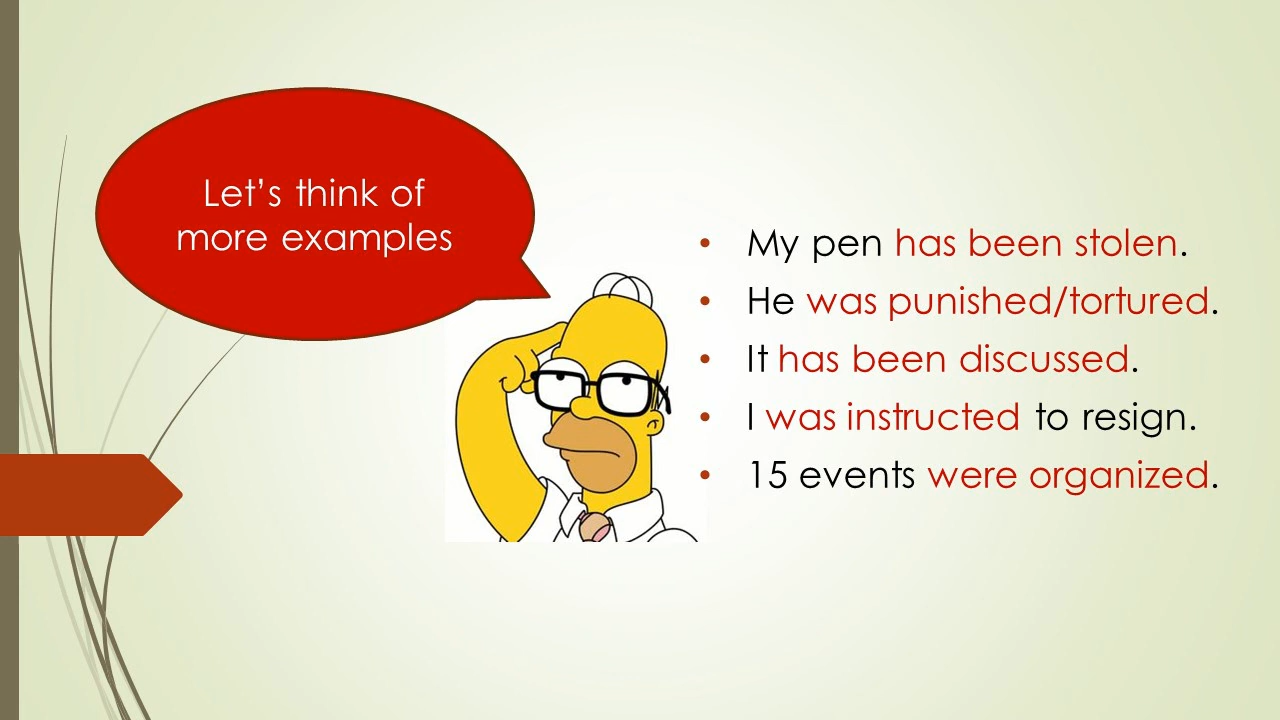 Let’s think of
more examples
• My pen has been stolen.
• He was punished/tortured.
• It has been discussed.
• I was instructed to resign.
• 15 events were organized.